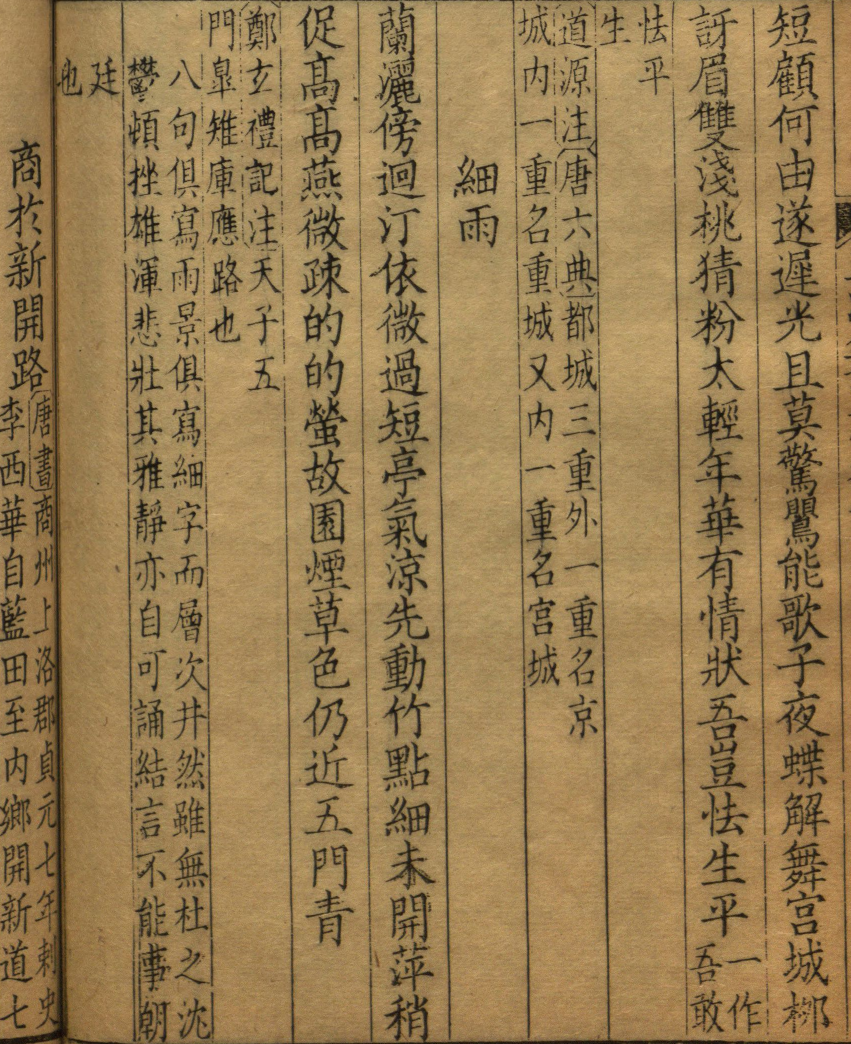 短顧何由遂遲光且莫驚鸎能歌子夜蝶解舞宮城桺
訝眉雙淺桃猜粉太輕年華有情狀吾豈怯生平一作
吾敢
怯平
生
道源注唐六典都城三重外一重名京
城内一重名重城又内一重名宫城
細雨
蘭灑傍迴汀依微過短亭氣涼先動竹點細未開萍稍
促髙髙燕微疎的的螢故園煙草色仍近五門青
鄭玄禮記注天子五
門臯雉庫應路也
八句俱寫雨景俱寫細字而層次井然雖無杜之沈
鬱頓挫雄渾悲壯其雅靜亦自可誦結言不能事朝
廷
也
商於新開路唐書商州上洛郡貞元七年刺史
李西華自藍田至内鄉開新道七